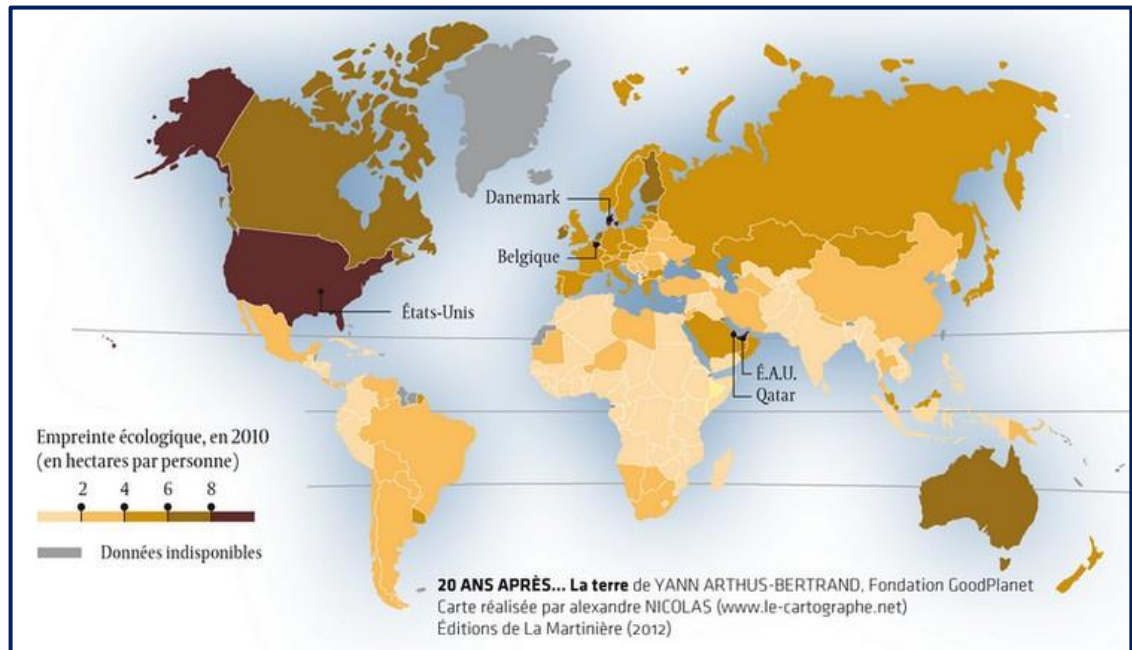 Danemark
Belgique
États-Unis
É.A.U.
Qatar
Empreinte écologique, en 2010
(en hectares par personne)
2 4 6 8
Données indisponibles
20 ANS APRÈS... La terre de YANN ARTHUS-BERTRAND, Fondation GoodPlanet
Carte réalisée par alexandre NICOLAS (www.le-cartographe.net)
Éditions de La Martinière (2012)